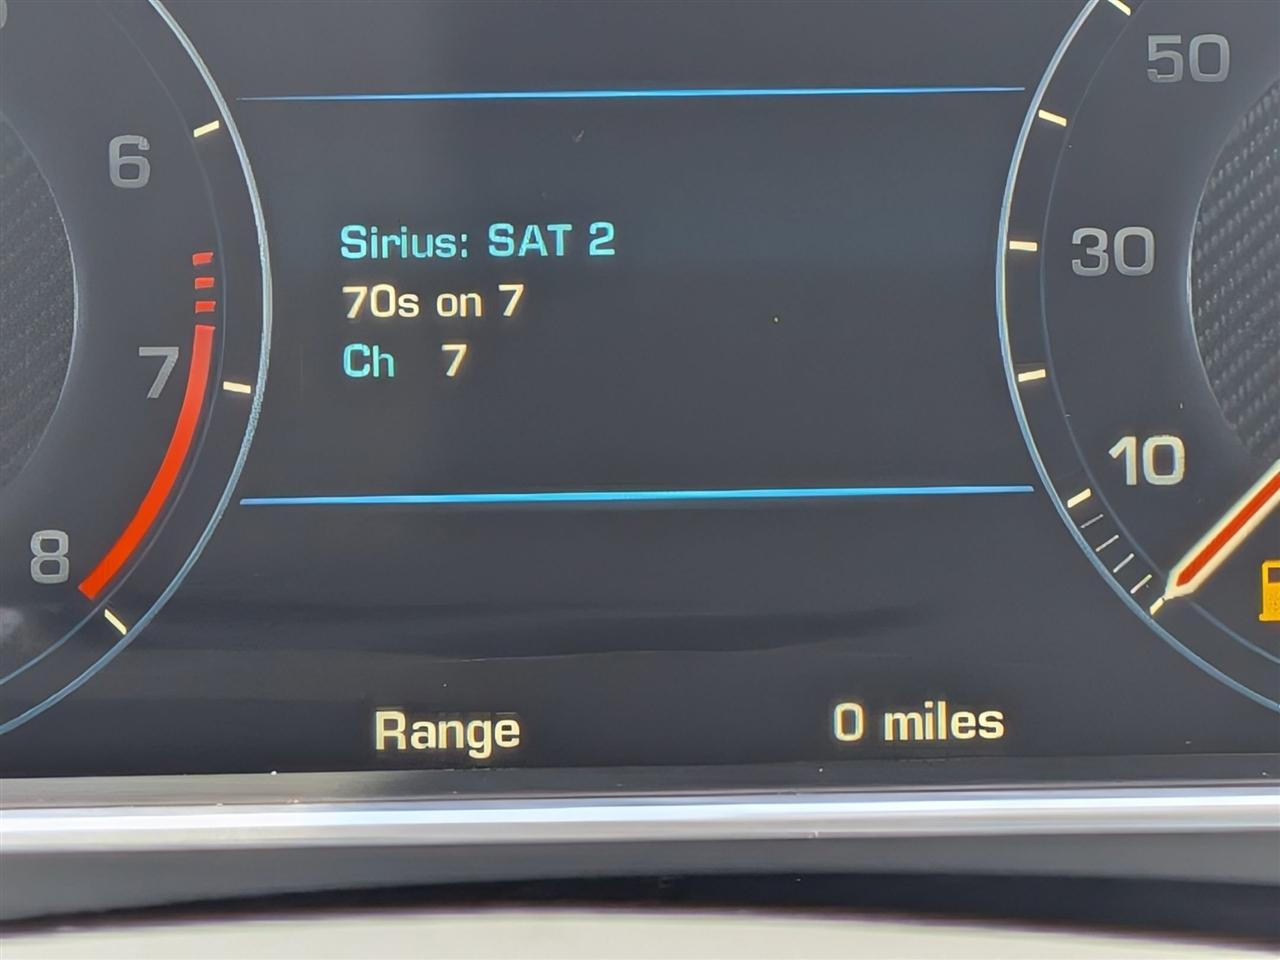 50
6
Sirius: SAT 2
30
70s on 7
Ch 7
7
10
8
Range 0 miles